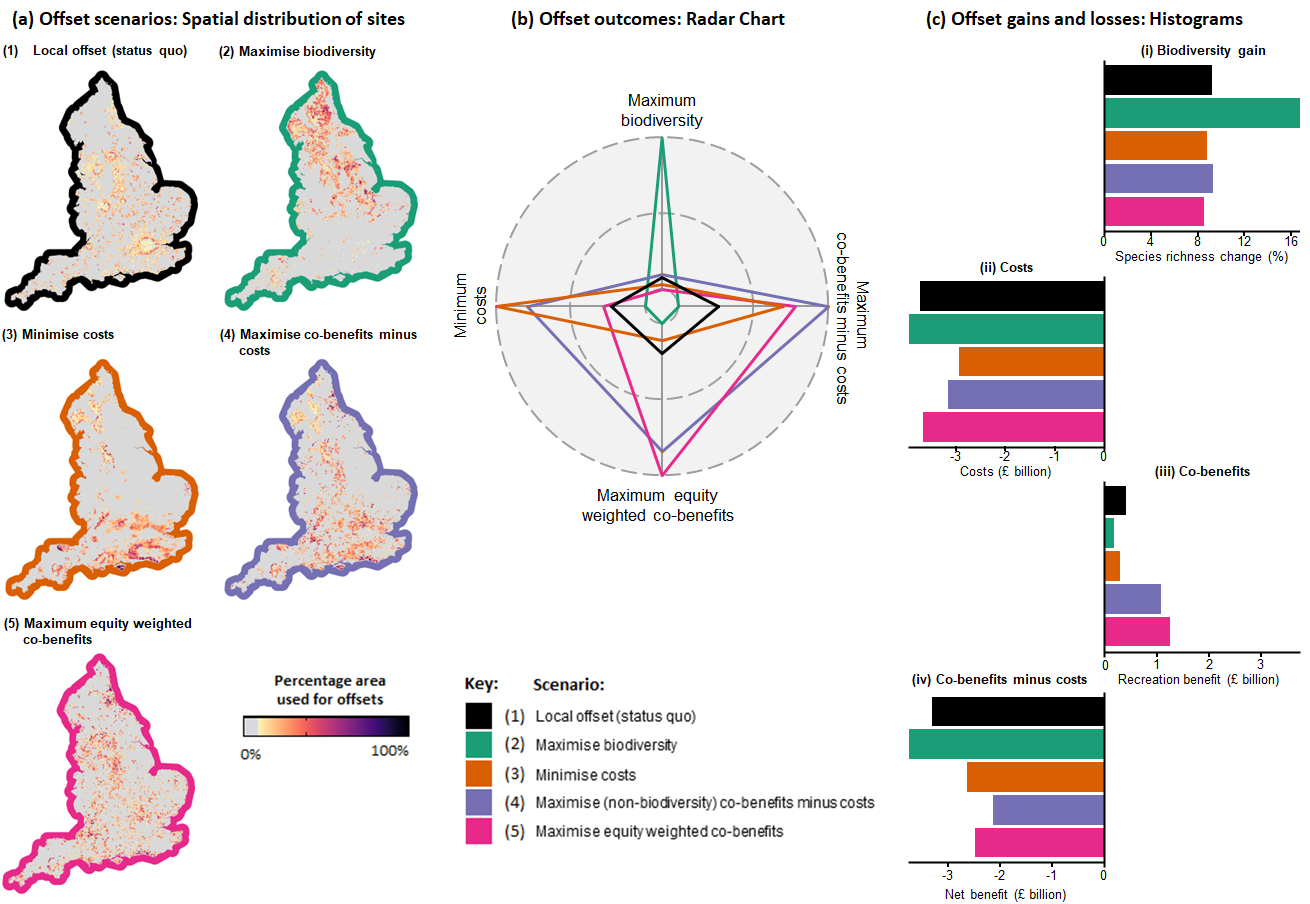 (a) Offset scenarios: Spatial distribution of sites
(1) Local offset (status quo)
(2) Maximise biodiversity
(3) Minimise costs
(4) Maximise co-benefits minus
costs
(5) Maximum equity weighted
co-benefits
Percentage area
used for offsets
0%
100%
(b) Offset outcomes: Radar Chart
Maximum
biodiversity
Maximum
co-benefits minus costs
Maximum equity
weighted co-benefits
Minimum
costs
Key: Scenario:
(1) Local offset (status quo)
(2) Maximise biodiversity
(3) Minimise costs
(4) Maximise (non-biodiversity) co-benefits minus costs
(5) Maximise equity weighted co-benefits
(c) Offset gains and losses: Histograms
(i) Biodiversity gain
0 4 8 12 16
Species richness change (%)
(ii) Costs
-3 -2 -1 0
Costs (£ billion)
(iii) Co-benefits
0 1 2 3
Recreation benefit (£ billion)
(iv) Co-benefits minus costs
-3 -2 -1 0
Net benefit (£ billion)